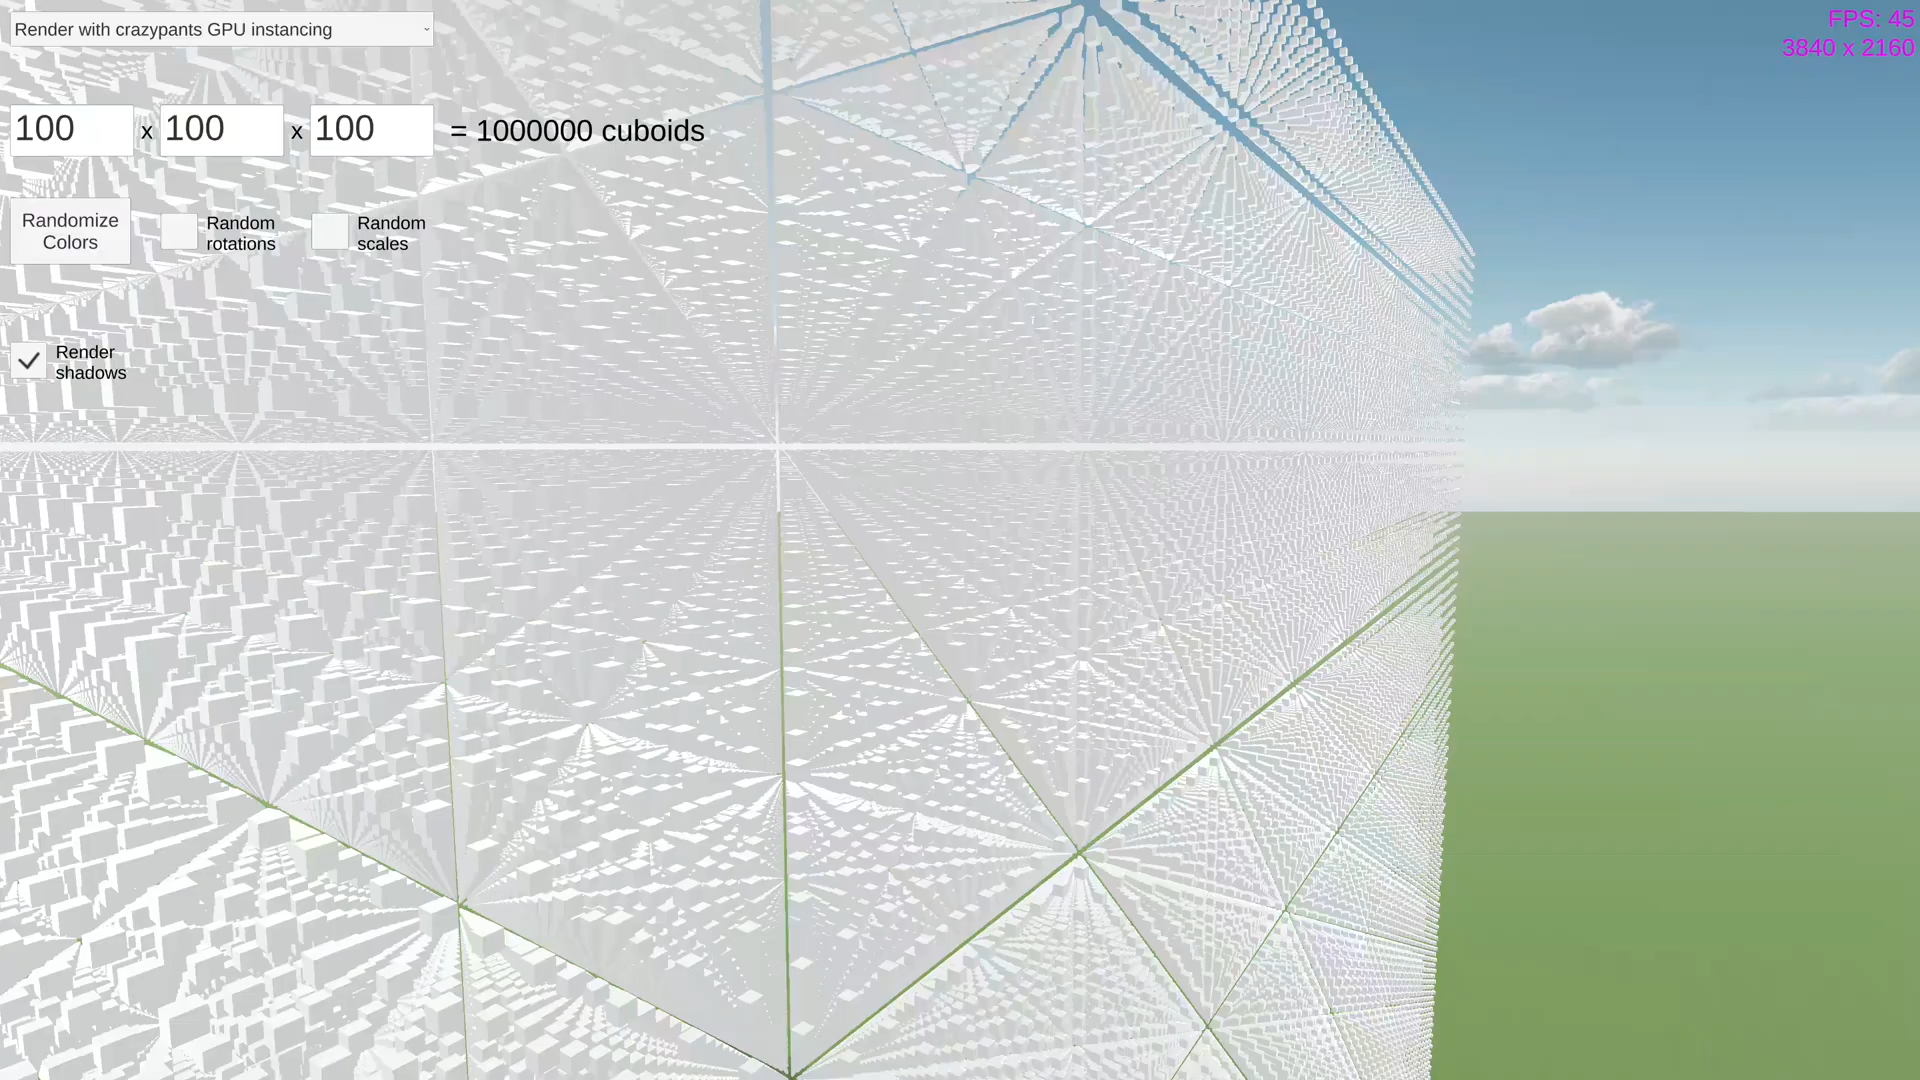 Render with crazypants GPU instancing
FPS: 45
3840 x 2160
100 x 100 x 100 = 1000000 cuboids
Randomize
Colors
Random
rotations
Random
scales
Render
shadows